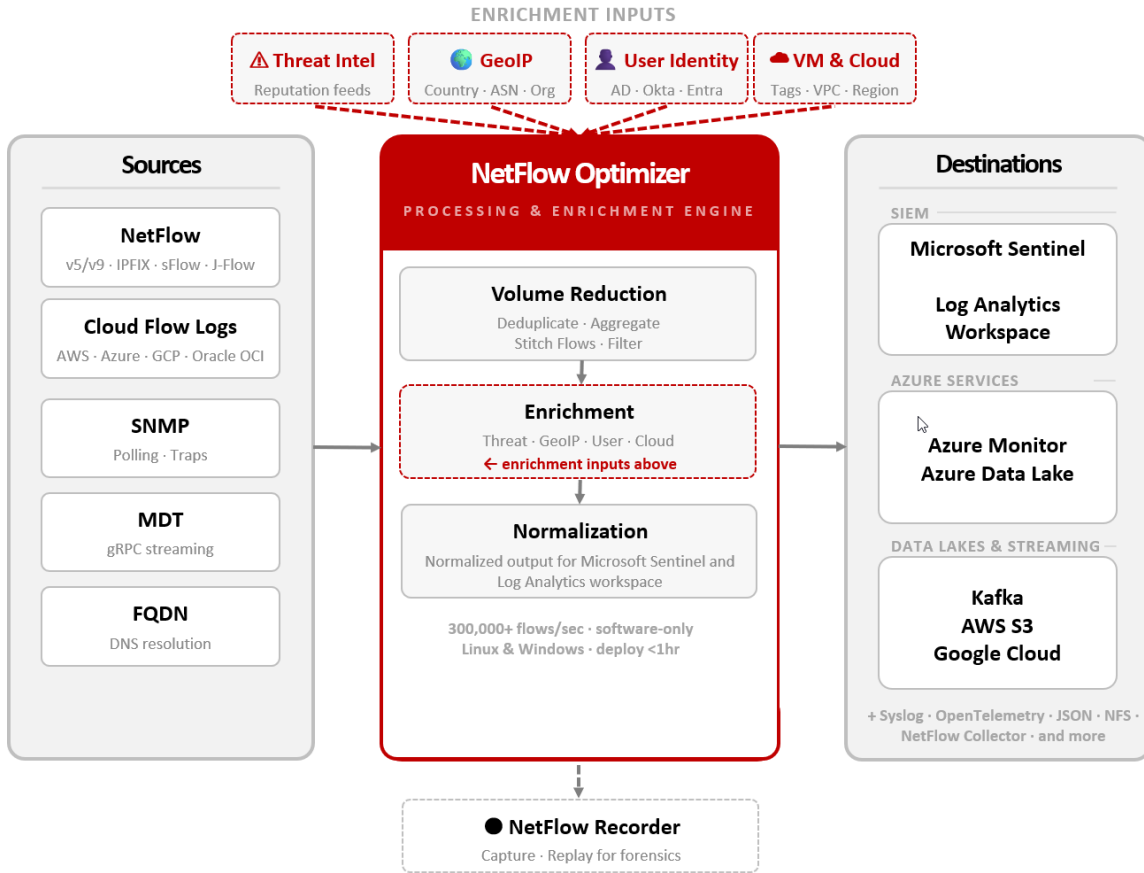 ENRICHMENT INPUTS
Threat Intel
Reputation feeds
GeoIP
Country · ASN · Org
User Identity
AD · Okta · Entra
VM & Cloud
Tags · VPC · Region
Sources
NetFlow
v5/v9 · IPFIX · sFlow · J-Flow
Cloud Flow Logs
AWS · Azure · GCP · Oracle OCI
SNMP
Polling · Traps
MDT
gRPC streaming
FQDN
DNS resolution
NetFlow Optimizer
PROCESSING & ENRICHMENT ENGINE
Volume Reduction
Deduplicate · Aggregate
Stitch Flows · Filter
Enrichment
Threat · GeoIP · User · Cloud
← enrichment inputs above
Normalization
Normalized output for Microsoft Sentinel and
Log Analytics workspace
300,000+ flows/sec · software-only
Linux & Windows · deploy <1hr
Destinations
SIEM
Microsoft Sentinel
Log Analytics
Workspace
AZURE SERVICES
Azure Monitor
Azure Data Lake
DATA LAKES & STREAMING
Kafka
AWS S3
Google Cloud
+ Syslog · OpenTelemetry · JSON · NFS ·
NetFlow Collector · and more
NetFlow Recorder
Capture · Replay for forensics